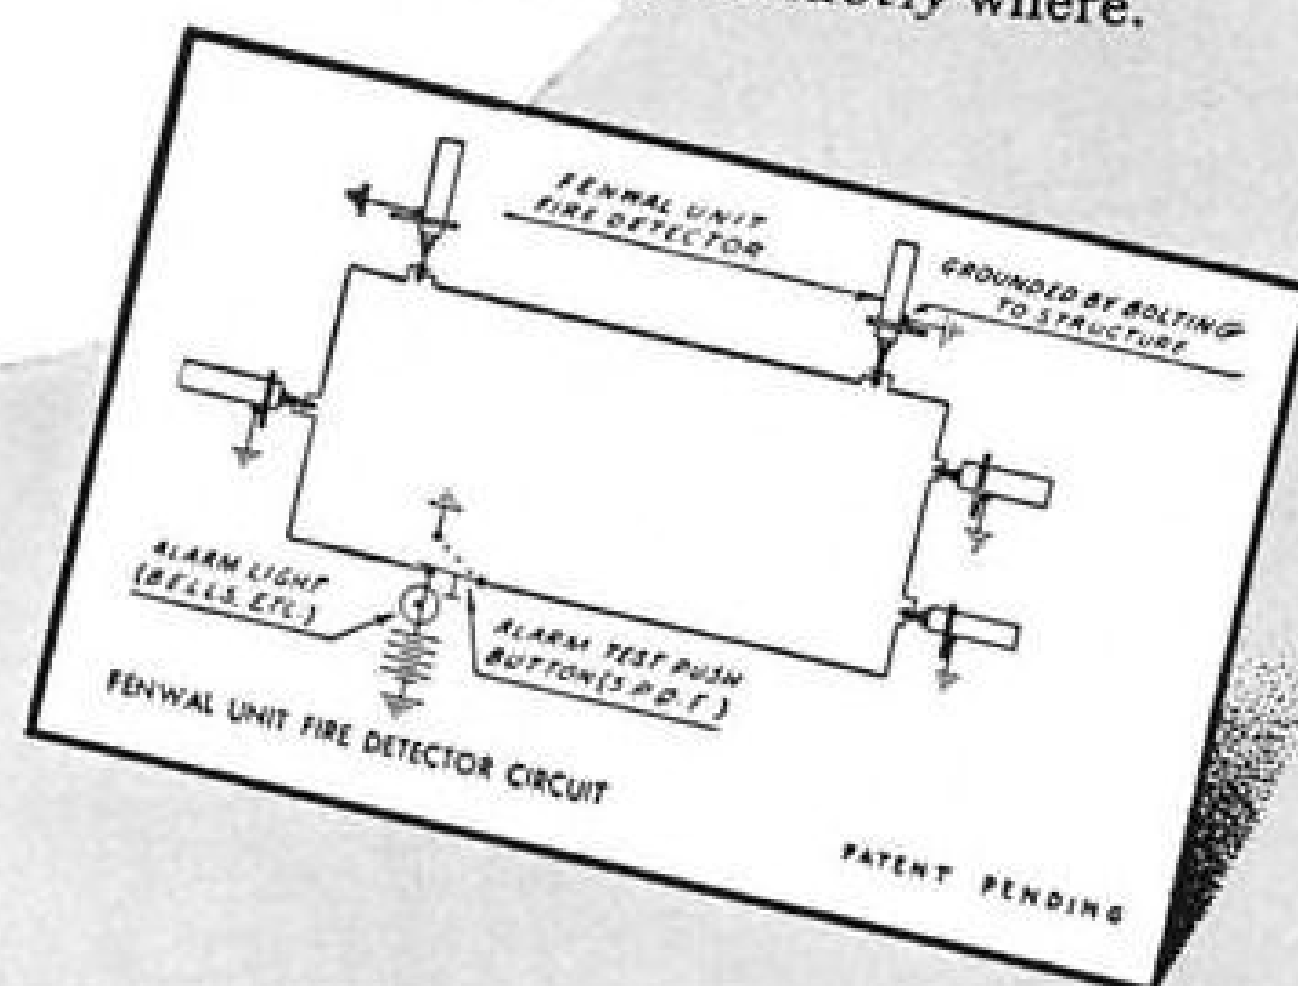 where.
FENWAL UNIT
FIRE DETECTOR
GROUNDED BY BOLTING
TO STRUCTURE
ALARM LIGHT
(BELLS, ETC.)
ALARM TEST PUSH
BUTTON (S.P.D.T.)
FENWAL UNIT FIRE DETECTOR CIRCUIT
PATENT PENDING